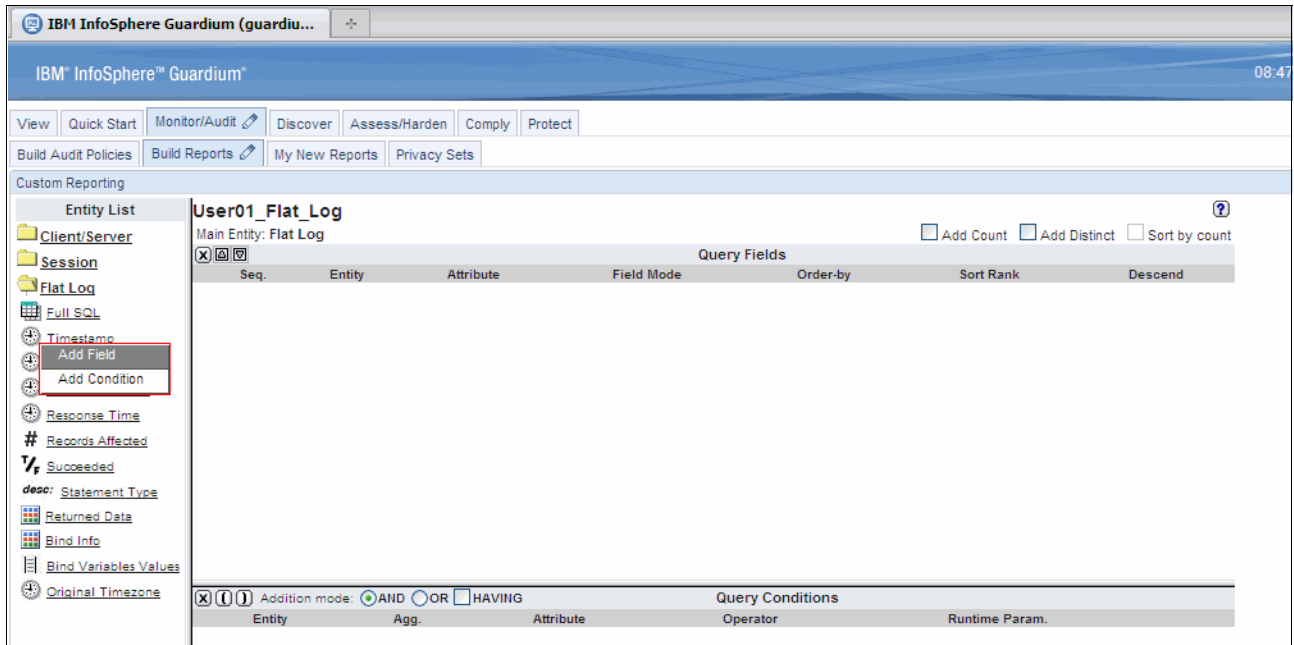 IBM InfoSphere Guardium (guardiu...
IBM® InfoSphere™ Guardium®
08:47
View Quick Start Monitor/Audit Discover Assess/Harden Comply Protect
Build Audit Policies Build Reports My New Reports Privacy Sets
Custom Reporting
Entity List
Client/Server
Session
Flat Log
Full SQL
Timestamp
Add Field
Add Condition
Response Time
# Records Affected
T/F Succeeded
desc: Statement Type
Returned Data
Bind Info
Bind Variables Values
Original Timezone
User01_Flat_Log
?
Main Entity: Flat Log
Add Count Add Distinct Sort by count
X Query Fields
Seq. Entity Attribute Field Mode Order-by Sort Rank Descend
X ( ) Addition mode: AND OR HAVING Query Conditions
Entity Agg. Attribute Operator Runtime Param.